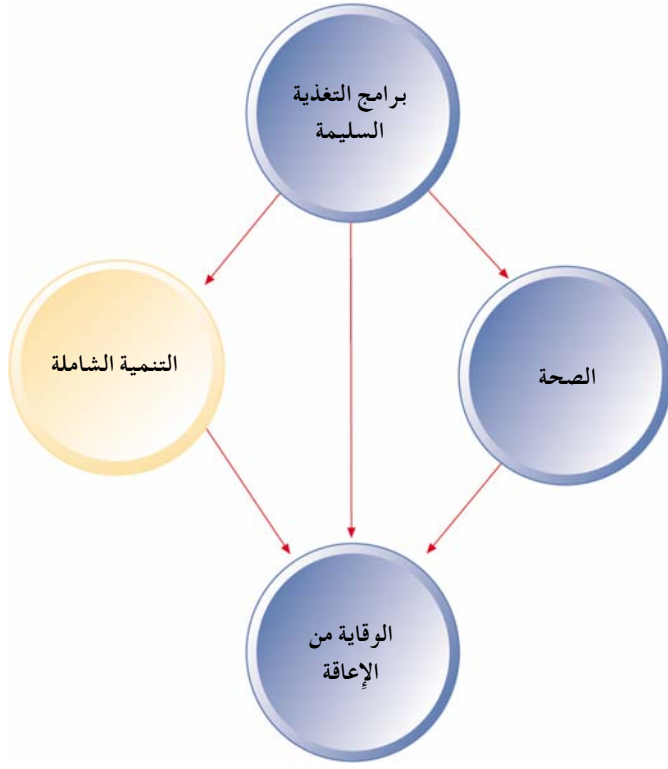 برامج التغذية
السليمة
الصحة
التنمية الشاملة
الوقاية من
الإعاقة